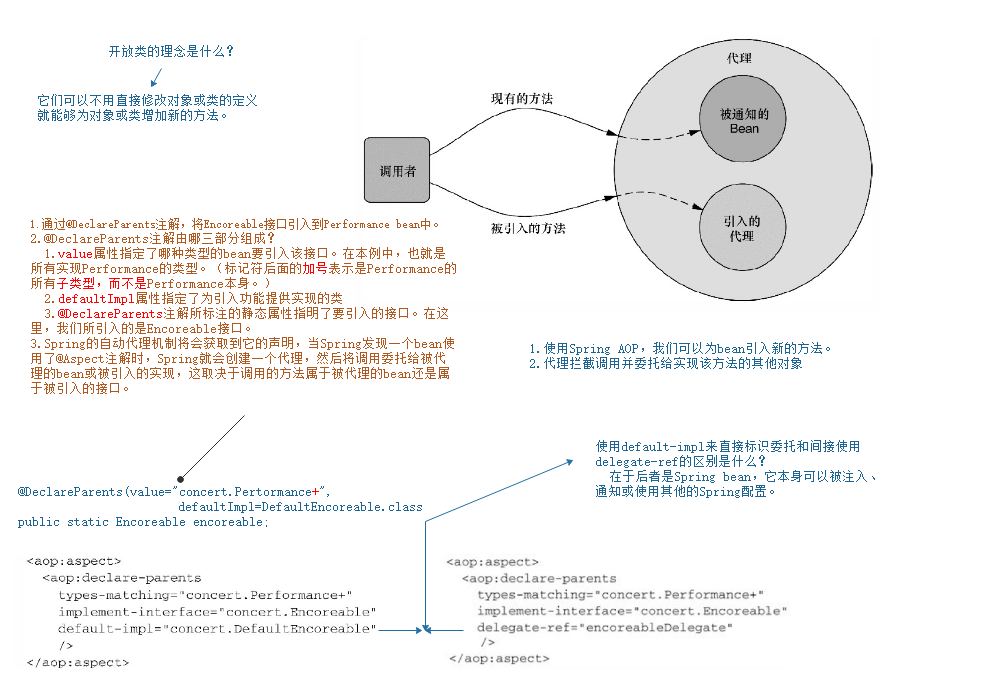 开放类的理念是什么？
它们可以不用直接修改对象或类的定义
就能够为对象或类增加新的方法。
代理
现有的方法
被通知的
Bean
调用者
引入的
代理
被引入的方法
1.通过@DeclareParents注解，将Encoreable接口引入到Performance bean中。
2.@DeclareParents注解由哪三部分组成？
1.value属性指定了哪种类型的bean要引入该接口。在本例中，也就是
所有实现Performance的类型。（标记符后面的加号表示是Performance的
所有子类型，而不是Performance本身。）
2.defaultImpl属性指定了为引入功能提供实现的类
3.@DeclareParents注解所标注的静态属性指明了要引入的接口。在这
里，我们所引入的是Encoreable接口。
3.Spring的自动代理机制将会获取到它的声明，当Spring发现一个bean使
用了@Aspect注解时，Spring就会创建一个代理，然后将调用委托给被代
理的bean或被引入的实现，这取决于调用的方法属于被代理的bean还是属
于被引入的接口。
1.使用Spring AOP，我们可以为bean引入新的方法。
2.代理拦截调用并委托给实现该方法的其他对象
使用default-impl来直接标识委托和间接使用
delegate-ref的区别是什么？
在于后者是Spring bean，它本身可以被注入、
通知或使用其他的Spring配置。
@DeclareParents(value="concert.Pertormance+",
defaultImpl=DefaultEncoreable.class
public static Encoreable encoreable;
<aop:aspect>
<aop:declare-parents
types-matching="concert.Performance+"
implement-interface="concert.Encoreable"
default-impl="concert.DefaultEncoreable"
/>
</aop:aspect>
<aop:aspect>
<aop:declare-parents
types-matching="concert.Performance+"
implement-interface="concert.Encoreable"
delegate-ref="encoreableDelegate"
/>
</aop:aspect>